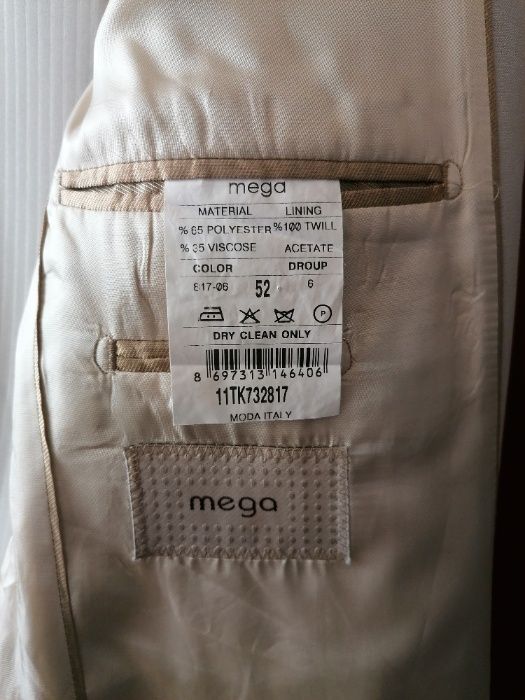 mega
MATERIAL LINING
% 65 POLYESTER %100 TWILL
% 35 VISCOSE ACETATE
COLOR DROUP
817-06 52 6
P
DRY CLEAN ONLY
8 697313 146406
11TK732817
MODA ITALY
mega